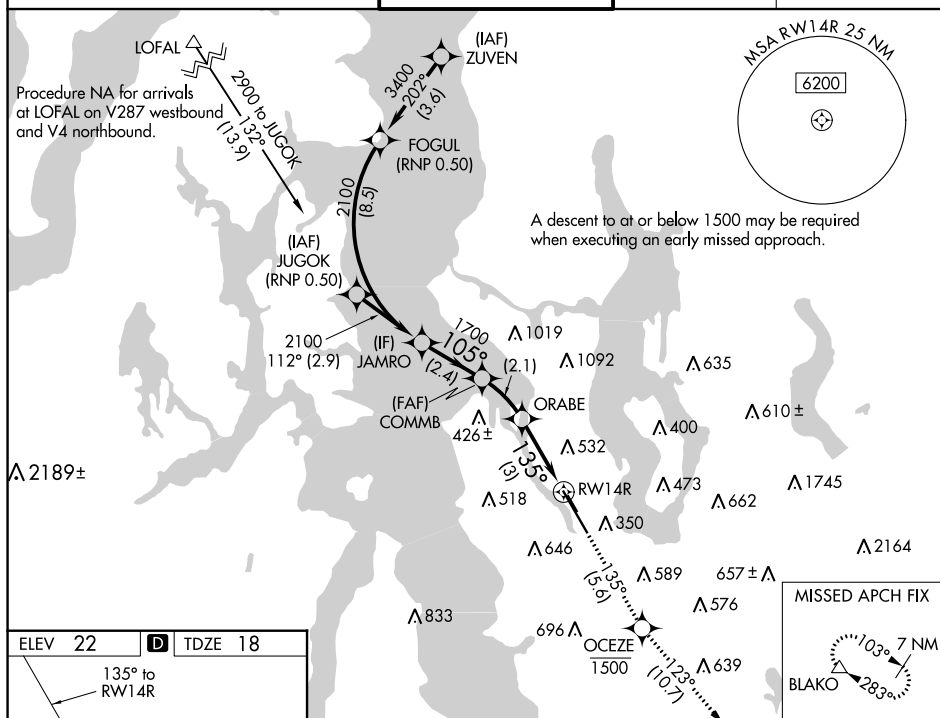 LOFAL
(IAF)
ZUVEN
MSA RW14R 25 NM
6200
Procedure NA for arrivals
at LOFAL on V287 westbound
and V4 northbound.
2900 to JUGOK
132°
(13.9)
3400
202°
(3.6)
FOGUL
(RNP 0.50)
2100
(8.5)
A descent to at or below 1500 may be required
when executing an early missed approach.
(IAF)
JUGOK
(RNP 0.50)
2100
112° (2.9)
(IF)
JAMRO
1700
105°
(2.4)
(2.1)
1019
1092
635
(FAF)
COMMB
ORABE
426±
532
400
610 ±
135°
(3)
2189±
RW14R
518
473
662
1745
350
646
2164
135°
(5.6)
589
657 ±
576
833
696
OCEZE
1500
639
123°
(10.7)
MISSED APCH FIX
103°
7 NM
BLAKO
283°
ELEV 22 D TDZE 18
135° to
RW14R